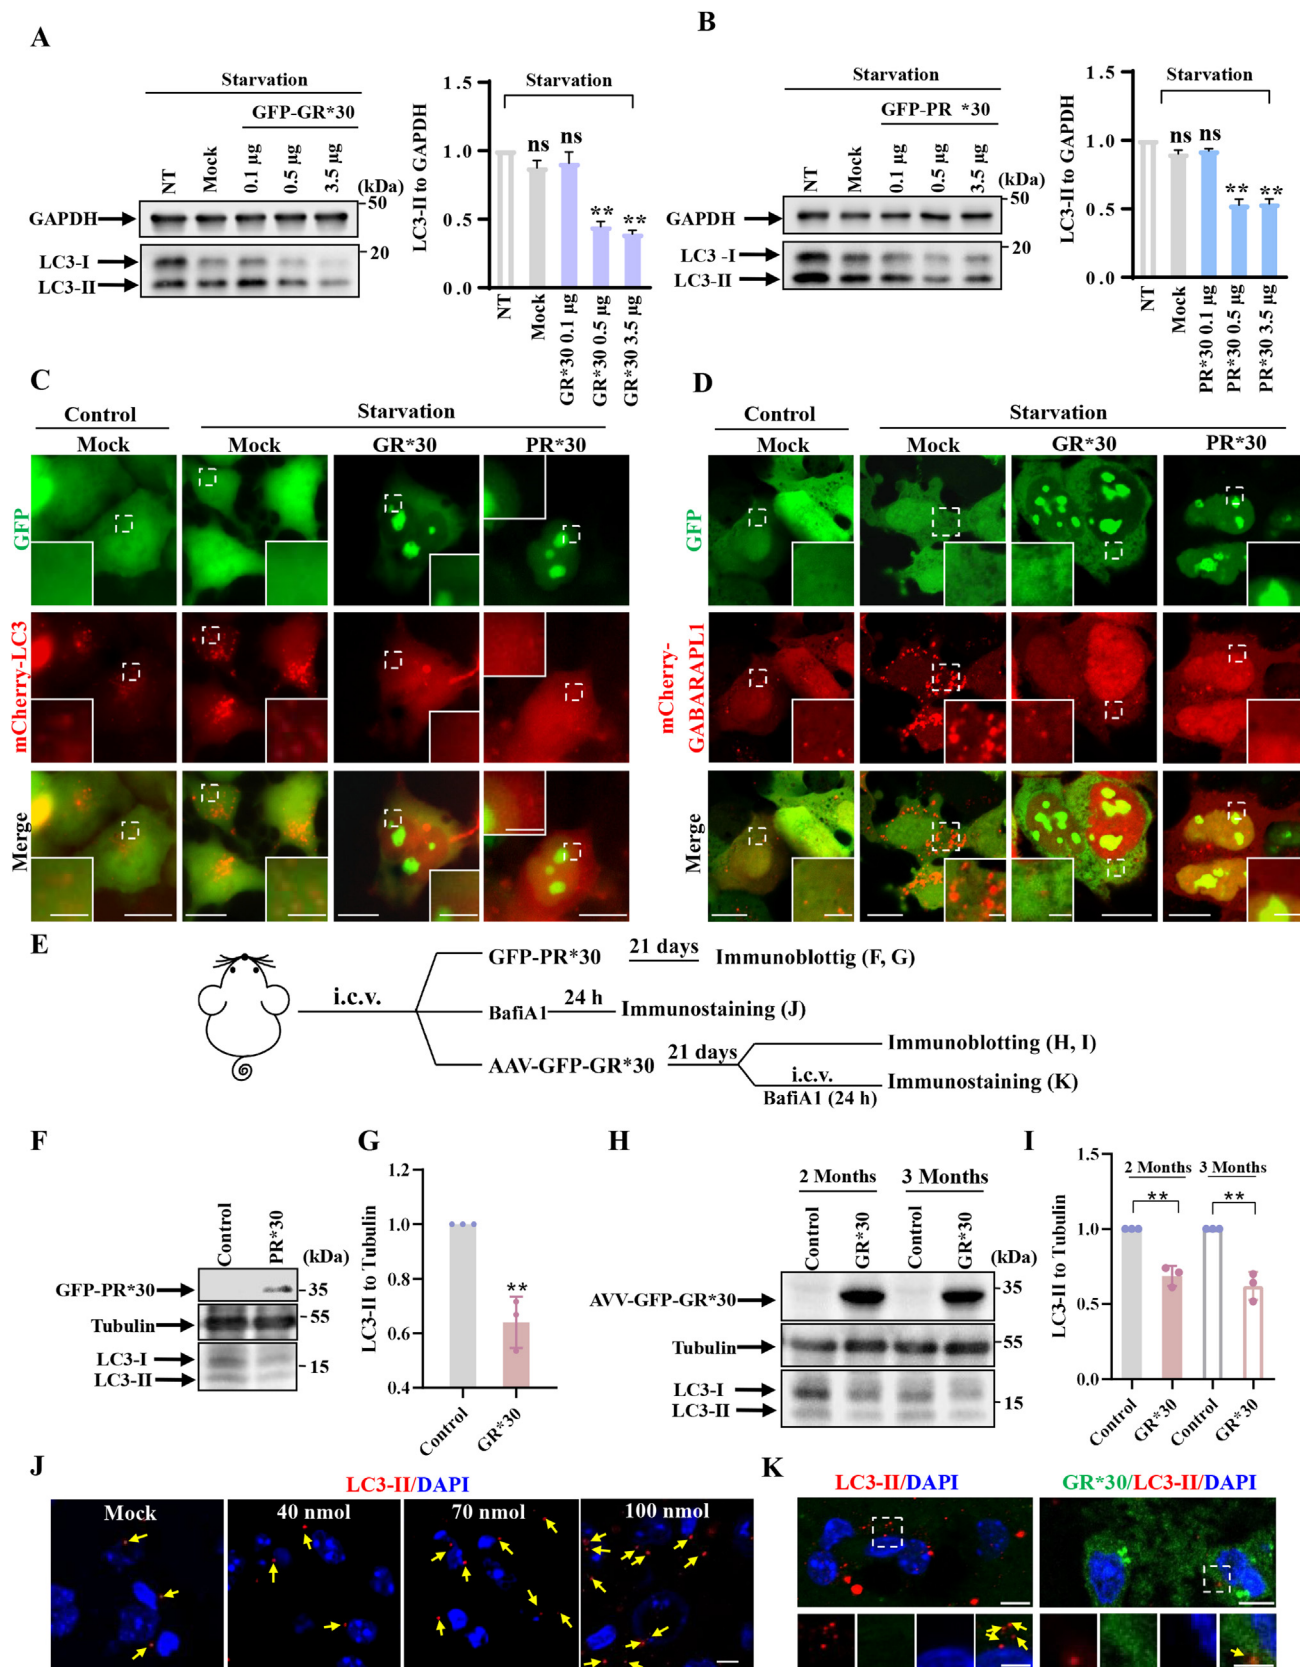 A
Starvation
GFP-GR*30
NT
Mock
0.1 µg
0.5 µg
3.5 µg
(kDa)
GAPDH
50
LC3-I
20
LC3-II
Starvation
LC3-II to GAPDH
1.5
1.0
0.5
0.0
ns
ns
**
**
NT
Mock
GR*30 0.1 µg
GR*30 0.5 µg
GR*30 3.5 µg
B
Starvation
GFP-PR *30
NT
Mock
0.1 µg
0.5 µg
3.5 µg
(kDa)
GAPDH
50
LC3 -I
20
LC3-II
Starvation
LC3-II to GAPDH
1.5
1.0
0.5
0.0
ns
ns
**
**
NT
Mock
PR*30 0.1 µg
PR*30 0.5 µg
PR*30 3.5 µg
C
Control
Starvation
Mock
Mock
GR*30
PR*30
GFP
mCherry-LC3
Merge
D
Control
Starvation
Mock
Mock
GR*30
PR*30
GFP
mCherry-
GABARAPL1
Merge
E
i.c.v.
GFP-PR*30
21 days
Immunoblottig (F, G)
BafiA1
24 h
Immunostaining (J)
AAV-GFP-GR*30
21 days
Immunoblotting (H, I)
i.c.v.
BafiA1 (24 h)
Immunostaining (K)
F
Control
PR*30
(kDa)
GFP-PR*30
35
Tubulin
55
LC3-I
15
LC3-II
G
LC3-II to Tubulin
1.2
1.0
0.8
0.6
0.4
**
Control
GR*30
H
2 Months
3 Months
Control
GR*30
Control
GR*30
(kDa)
AVV-GFP-GR*30
35
Tubulin
55
LC3-I
15
LC3-II
I
LC3-II to Tubulin
1.5
1.0
0.5
0.0
2 Months
3 Months
**
**
Control
GR*30
Control
GR*30
J
LC3-II/DAPI
Mock
40 nmol
70 nmol
100 nmol
K
LC3-II/DAPI
GR*30/LC3-II/DAPI